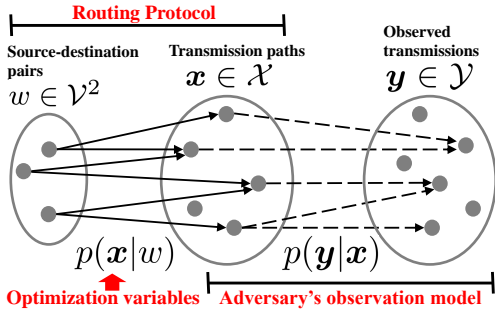 Routing Protocol
Source-destination pairs
w ∈ 𝒱²
Transmission paths
x ∈ 𝒳
Observed transmissions
y ∈ 𝒴
p(x|w)
p(y|x)
Optimization variables
Adversary's observation model